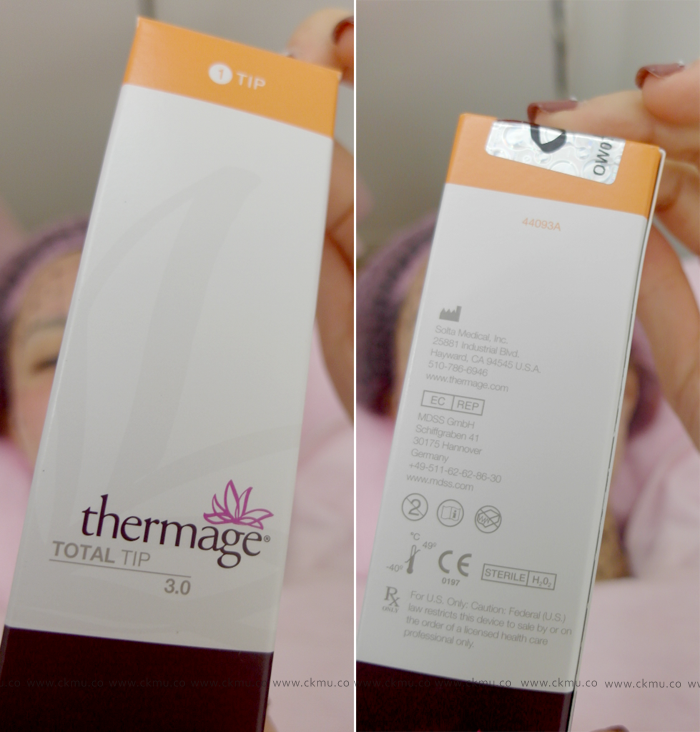 1 TIP
thermage®
TOTAL TIP
3.0
44093A
Solta Medical, Inc.
25881 Industrial Blvd.
Hayward, CA 94545 U.S.A
510-786-6946
www.thermage.com
EC REP
MDSS GmbH
Schiffgraben 41
30175 Hannover
Germany
+49-511-62-62-86-30
www.mdss.com
2
°C
49º
-40º
CE
0197
STERILE H₂O₂
Rx
ONLY
For U.S. Only: Caution: Federal (U.S.)
law restricts this device to sale by or on
the order of a licensed health care
professional only.
www.ckmu.co www.ckmu.co www.ckmu.co www.ckmu.co www.ckmu.co www.ckmu.co